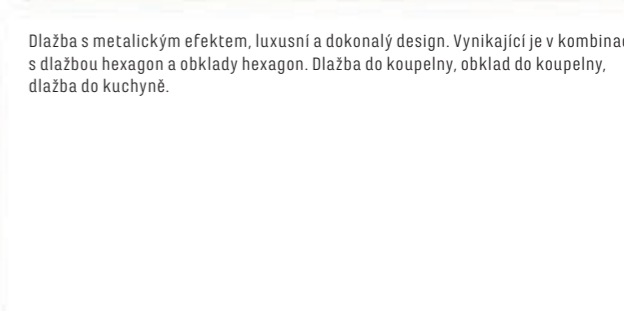 Dlažba s metalickým efektem, luxusní a dokonalý design. Vynikající je v
s dlažbou hexagon a obklady hexagon. Dlažba do koupelny, obklad do koupelny,
dlažba do kuchyně.